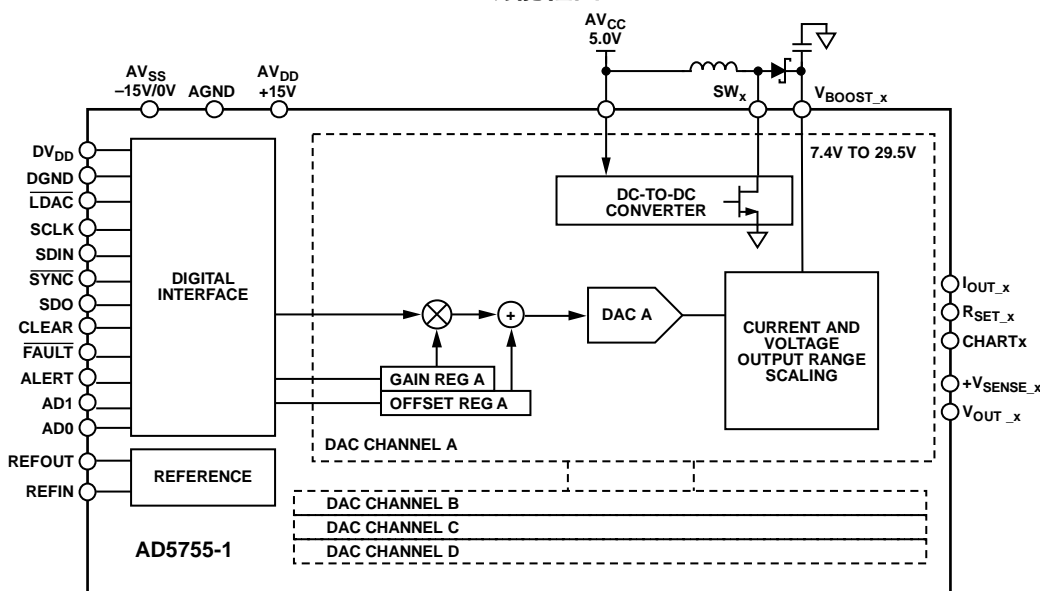 AVCC
5.0V
AVSS
–15V/0V
AGND
AVDD
+15V
SWx
VBOOST_x
7.4V TO 29.5V
DVDD
DGND
LDAC
SCLK
SDIN
SYNC
SDO
CLEAR
FAULT
ALERT
AD1
AD0
REFOUT
REFIN
DIGITAL
INTERFACE
REFERENCE
DC-TO-DC
CONVERTER
+
DAC A
GAIN REG A
OFFSET REG A
CURRENT AND
VOLTAGE
OUTPUT RANGE
SCALING
IOUT_x
RSET_x
CHARTx
+VSENSE_x
VOUT _x
DAC CHANNEL A
DAC CHANNEL B
DAC CHANNEL C
DAC CHANNEL D
AD5755-1